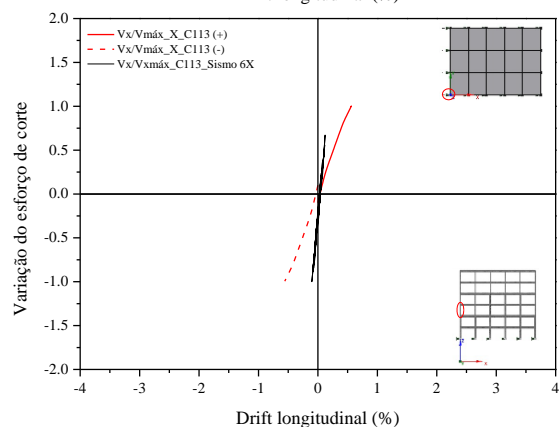 Vx/Vmáx_X_C113 (+)
Vx/Vmáx_X_C113 (-)
Vx/Vxmáx_C113_Sismo 6X
2.0
1.5
1.0
0.5
0.0
-0.5
-1.0
-1.5
-2.0
Variação do esforço de corte
-4 -3 -2 -1 0 1 2 3 4
Drift longitudinal (%)